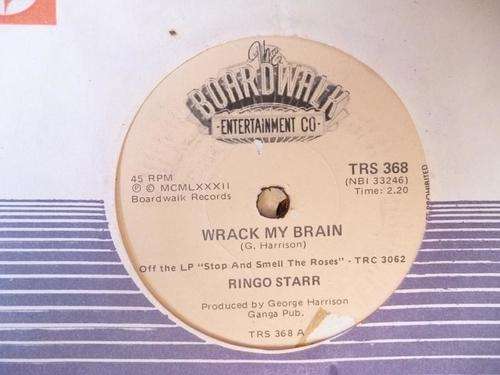 The
BOARDWALK
·ENTERTAINMENT CO·
TRS 368
(NBI 33246)
Time: 2.20
45 RPM
℗ © MCMLXXXII
Boardwalk Records
WRACK MY BRAIN
(G. Harrison)
Off the LP "Stop And Smell The Roses" - TRC 3062
RINGO STARR
Produced by George Harrison
Ganga Pub.
TRS 368 A
PROHIBITED